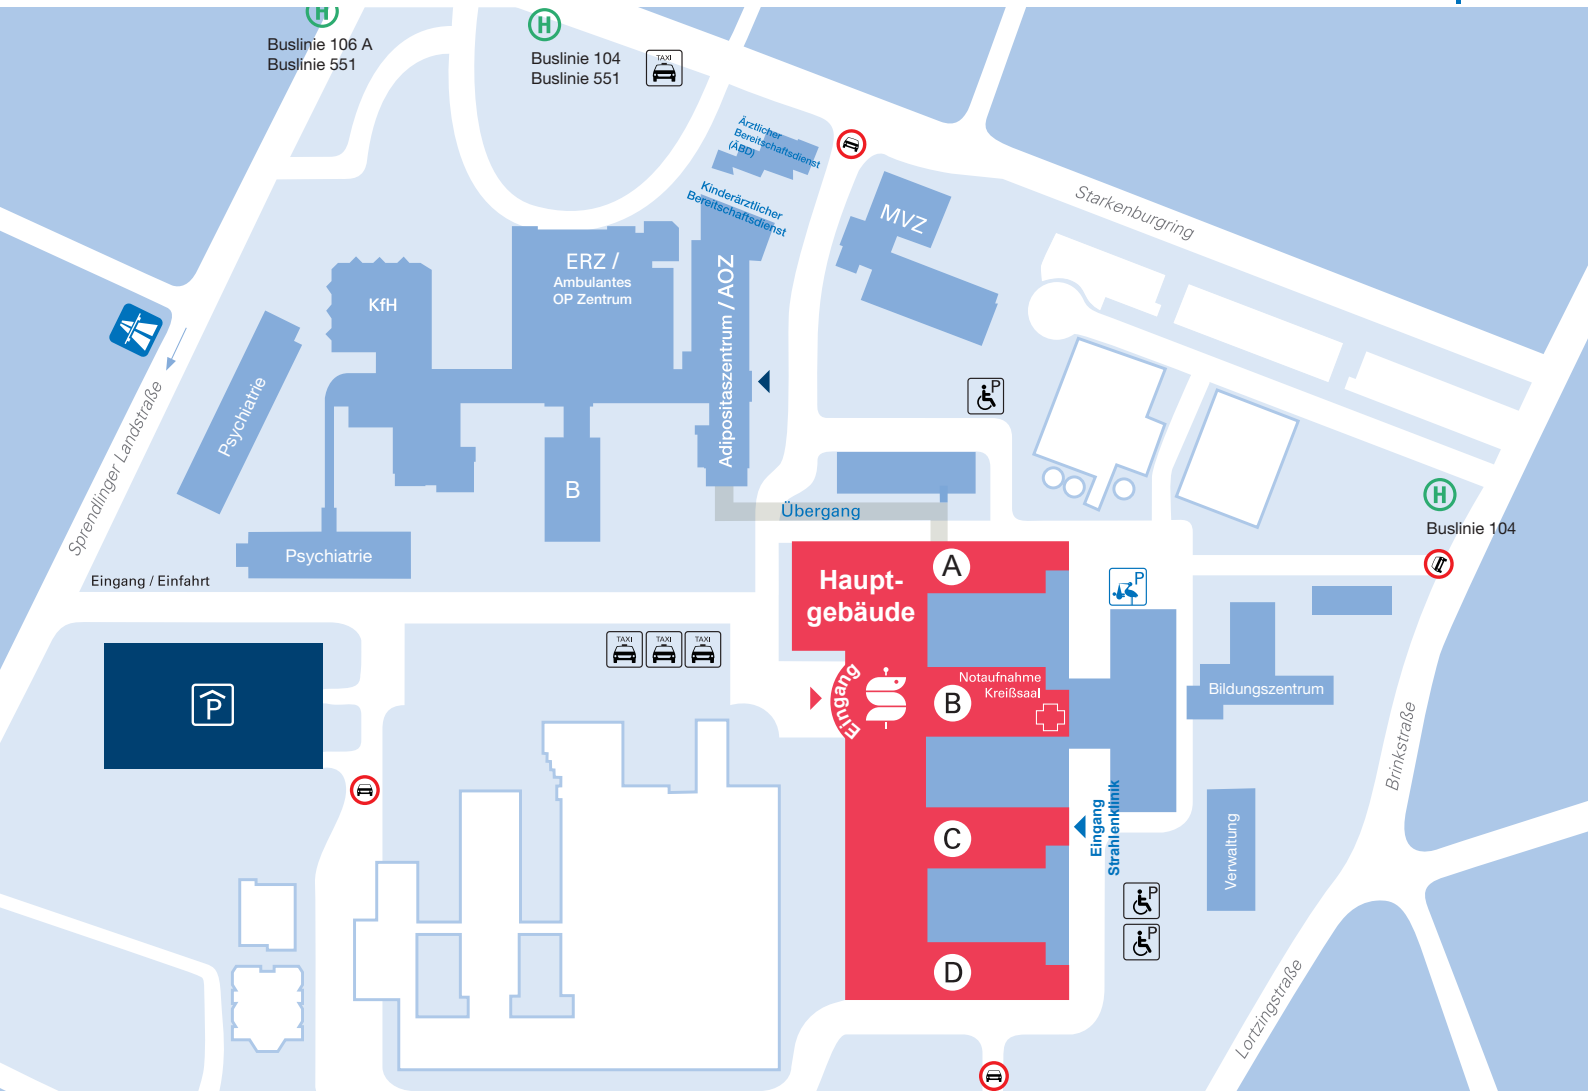 H
Buslinie 106 A
Buslinie 551
H
Buslinie 104
Buslinie 551
TAXI
Ärztlicher
Bereitschaftsdienst
(ÄBD)
Kinderärztlicher
Bereitschaftsdienst
MVZ
Starkenburgring
ERZ /
Ambulantes
OP Zentrum
KfH
Adipositaszentrum / AOZ
Psychiatrie
Sprendlinger Landstraße
P
B
H
Buslinie 104
Übergang
Psychiatrie
Eingang / Einfahrt
Haupt-
gebäude
A
P
TAXI
TAXI
TAXI
Eingang
Notaufnahme
Kreißsaal
B
Bildungszentrum
P
Brinkstraße
Eingang
Strahlenklinik
C
Verwaltung
P
P
D
Lortzingstraße